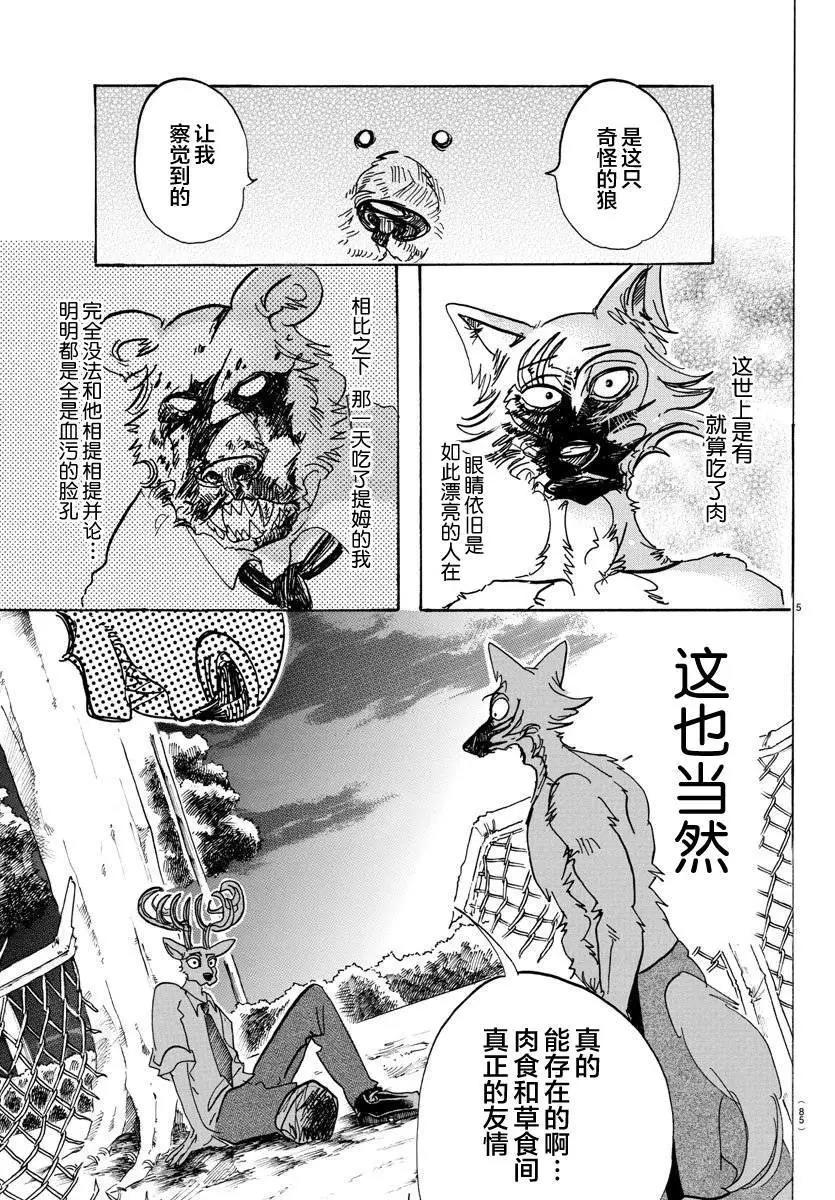 是这只
奇怪的狼
让我
察觉到的
这世上是有
就算吃了肉
眼睛依旧是
如此漂亮的人在
相比之下 那一天吃了提姆的我
完全没法和他相提相提并论…
明明都是全是血污的脸孔
5
这也当然
真的
能存在的啊…
肉食和草食间
真正的友情
(85)